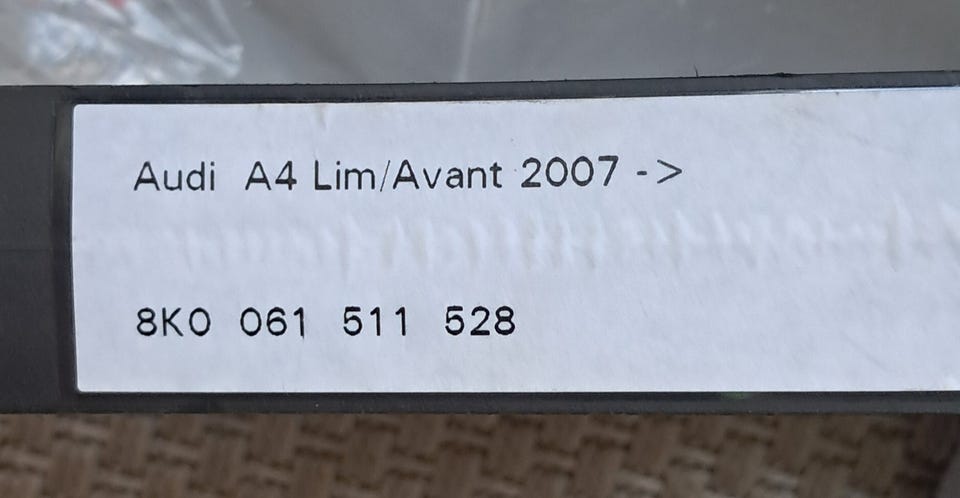 Audi A4 Lim/Avant 2007 ->
8K0 061 511 528